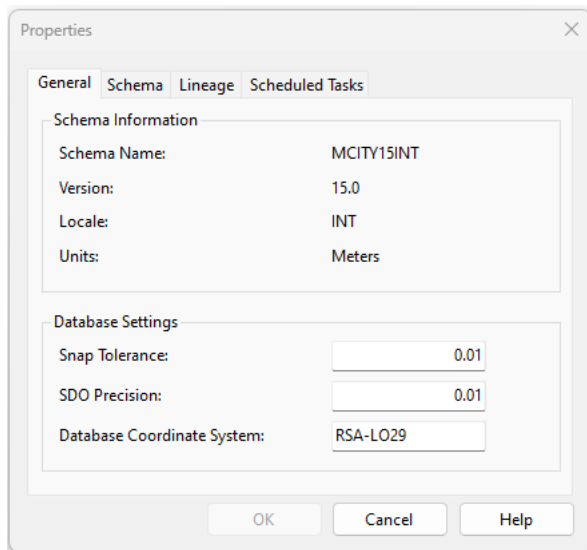 Properties
General Schema Lineage Scheduled Tasks
Schema Information
Schema Name: MCITY15INT
Version: 15.0
Locale: INT
Units: Meters
Database Settings
Snap Tolerance: 0.01
SDO Precision: 0.01
Database Coordinate System: RSA-LO29
OK Cancel Help